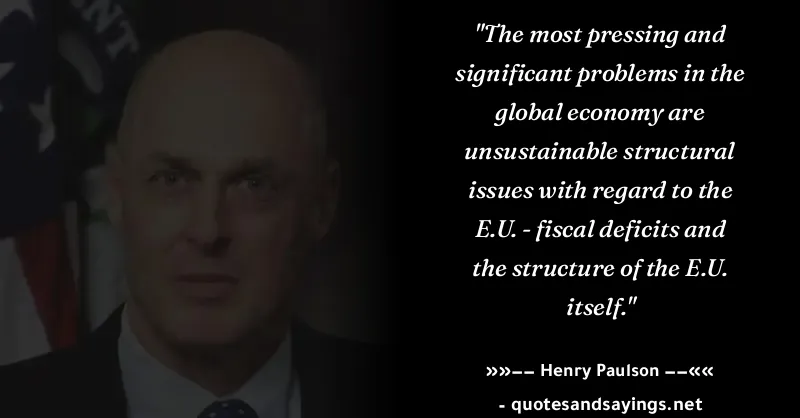 NT
"The most pressing and
significant problems in the
global economy are
unsustainable structural
issues with regard to the
E.U. - fiscal deficits and
the structure of the E.U.
itself."
»»−− Henry Paulson −−««
- quotesandsayings.net